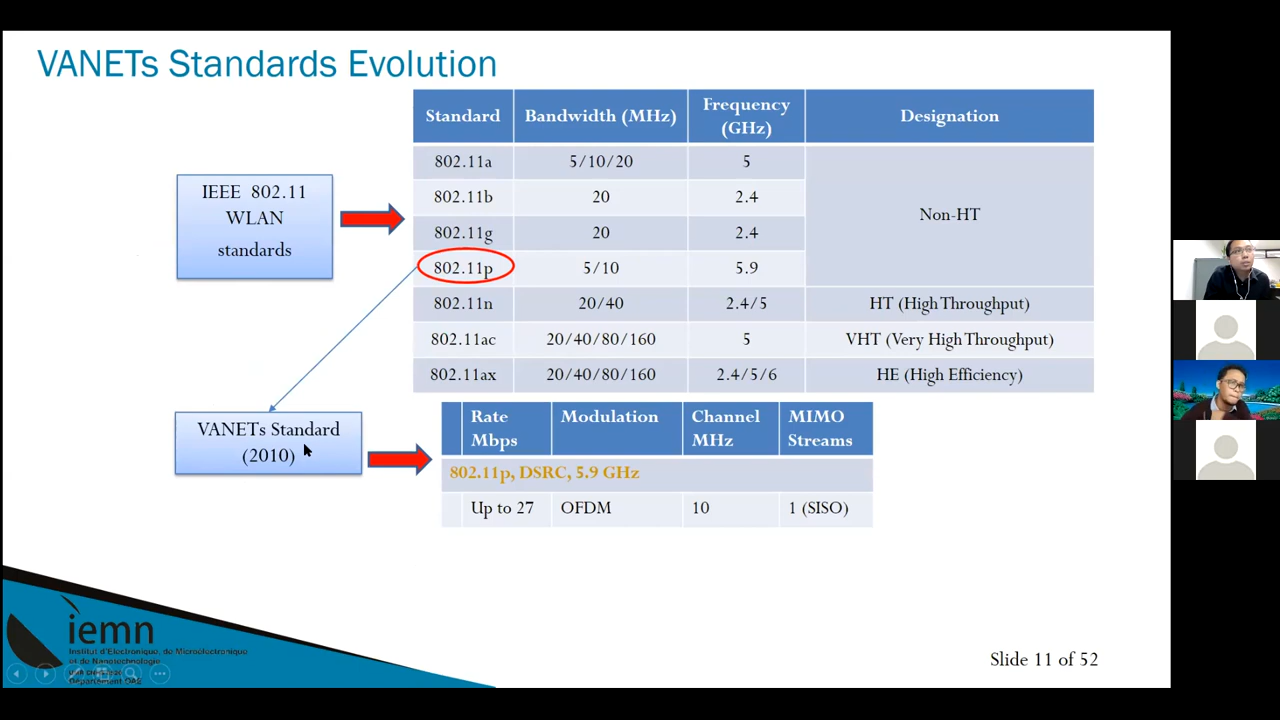 VANETs Standards Evolution
IEEE 802.11
WLAN
standards
Standard Bandwidth (MHz) Frequency (GHz) Designation
802.11a 5/10/20 5 Non-HT
802.11b 20 2.4
802.11g 20 2.4
802.11p 5/10 5.9
802.11n 20/40 2.4/5 HT (High Throughput)
802.11ac 20/40/80/160 5 VHT (Very High Throughput)
802.11ax 20/40/80/160 2.4/5/6 HE (High Efficiency)
VANETs Standard
(2010)
Rate Mbps Modulation Channel MHz MIMO Streams
802.11p, DSRC, 5.9 GHz
Up to 27 OFDM 10 1 (SISO)
iemn
Institut d'Electronique, de Microélectronique
et de Nanotechnologie
Département OAE
Slide 11 of 52